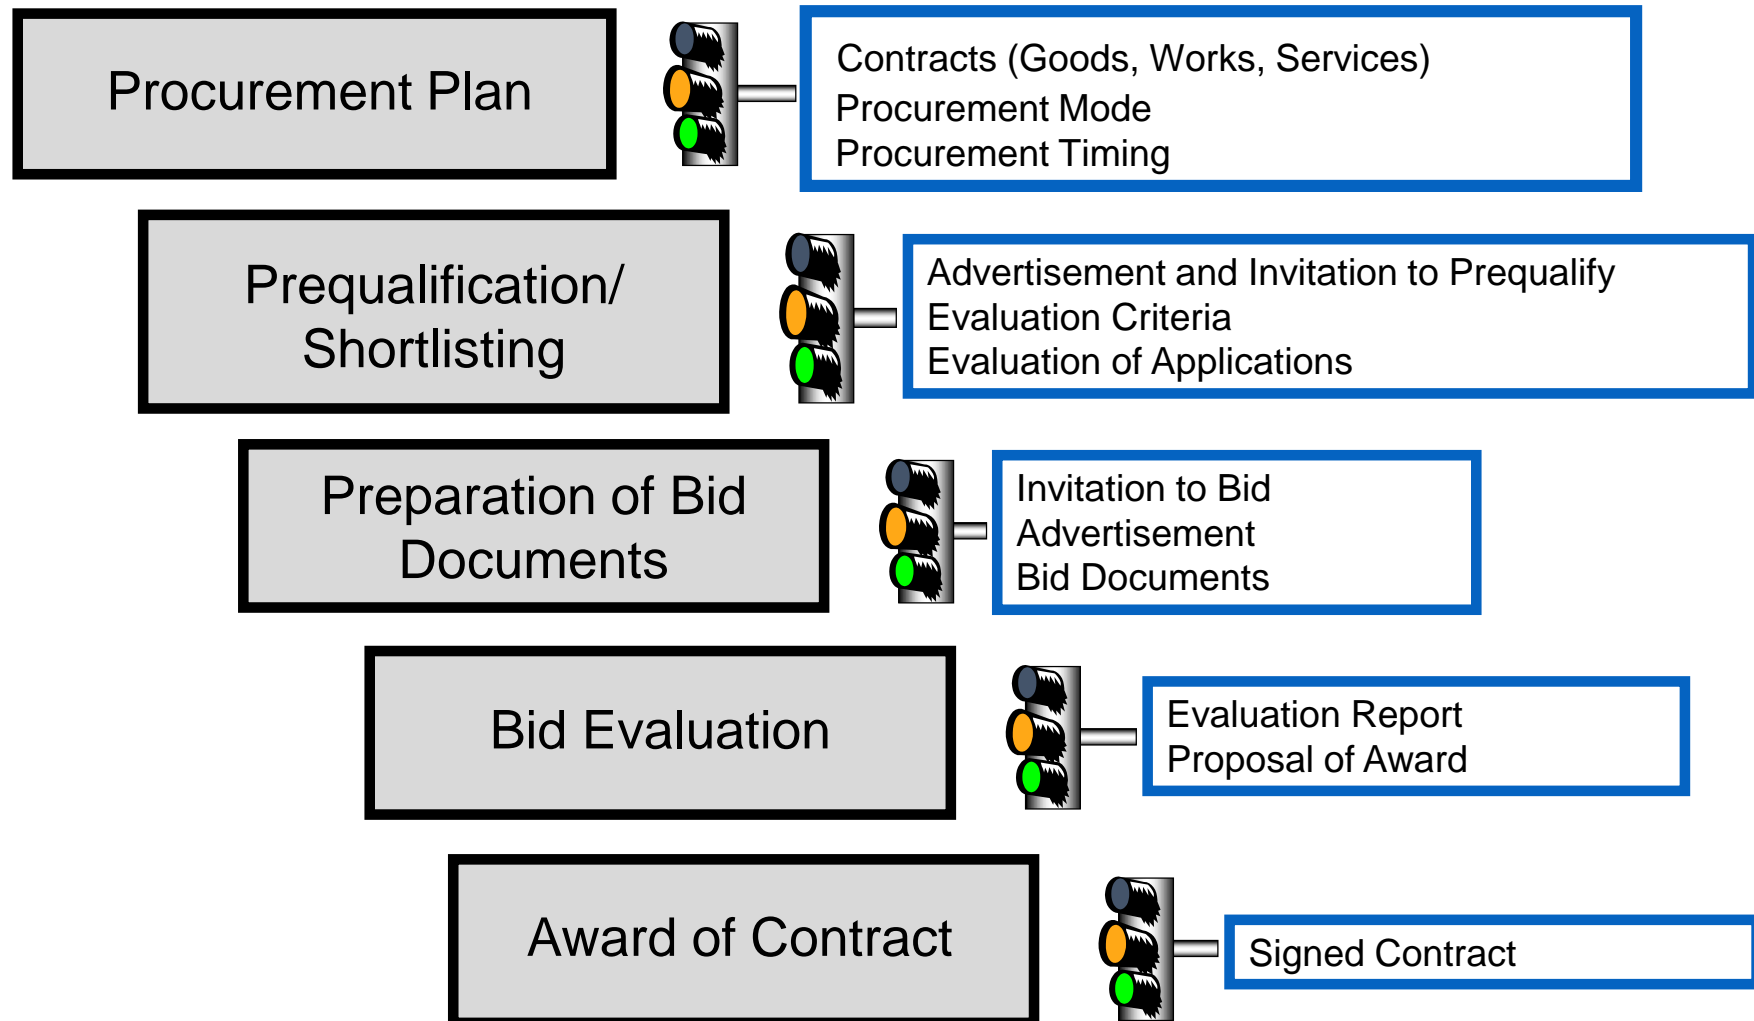 Procurement Plan
Contracts (Goods, Works, Services)
Procurement Mode
Procurement Timing
Prequalification/
Shortlisting
Advertisement and Invitation to Prequalify
Evaluation Criteria
Evaluation of Applications
Preparation of Bid
Documents
Invitation to Bid
Advertisement
Bid Documents
Bid Evaluation
Evaluation Report
Proposal of Award
Award of Contract
Signed Contract